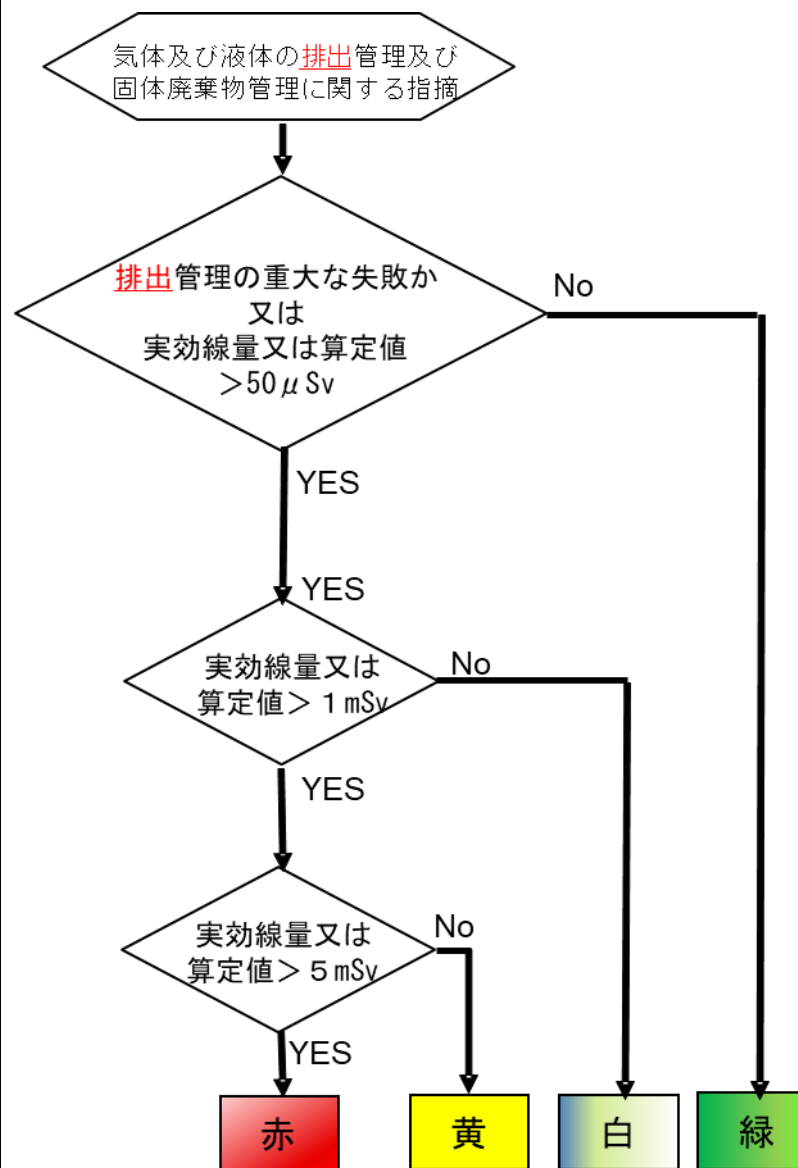 気体及び液体の排出管理及び
固体廃棄物管理に関する指摘
排出管理の重大な失敗か
又は
実効線量又は算定値
＞50μSv
No
YES
YES
実効線量又は
算定値＞１mSv
No
YES
実効線量又は
算定値＞５mSv
No
YES
赤
黄
白
緑